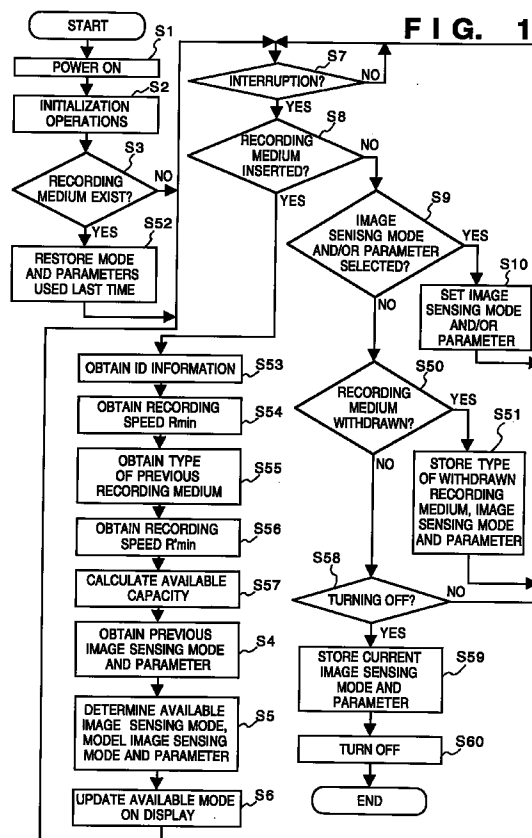 FIG. 1
START
S1
POWER ON
S2
INITIALIZATION
OPERATIONS
S3
RECORDING
MEDIUM EXIST?
NO
YES
S52
RESTORE MODE
AND PARAMETERS
USED LAST TIME
S7
INTERRUPTION?
NO
YES
S8
RECORDING
MEDIUM
INSERTED?
NO
YES
S9
IMAGE
SENISNG MODE
AND/OR PARAMETER
SELECTED?
YES
NO
S10
SET IMAGE
SENSING MODE
AND/OR
PARAMETER
S53
OBTAIN ID INFORMATION
S54
OBTAIN RECORDING
SPEED Rmin
S55
OBTAIN TYPE
OF PREVIOUS
RECORDING MEDIUM
S56
OBTAIN RECORDING
SPEED R'min
S57
CALCULATE AVAILABLE
CAPACITY
S4
OBTAIN PREVIOUS
IMAGE SENSING MODE
AND PARAMETER
S5
DETERMINE AVAILABLE
IMAGE SENSING MODE,
MODEL IMAGE SENSING
MODE AND PARAMETER
S6
UPDATE AVAILABLE MODE
ON DISPLAY
S50
RECORDING
MEDIUM
WITHDRAWN?
YES
NO
S51
STORE TYPE
OF WITHDRAWN
RECORDING
MEDIUM, IMAGE
SENSING MODE
AND PARAMETER
S58
TURNING OFF?
NO
YES
S59
STORE CURRENT
IMAGE SENSING
MODE AND
PARAMETER
S60
TURN OFF
END